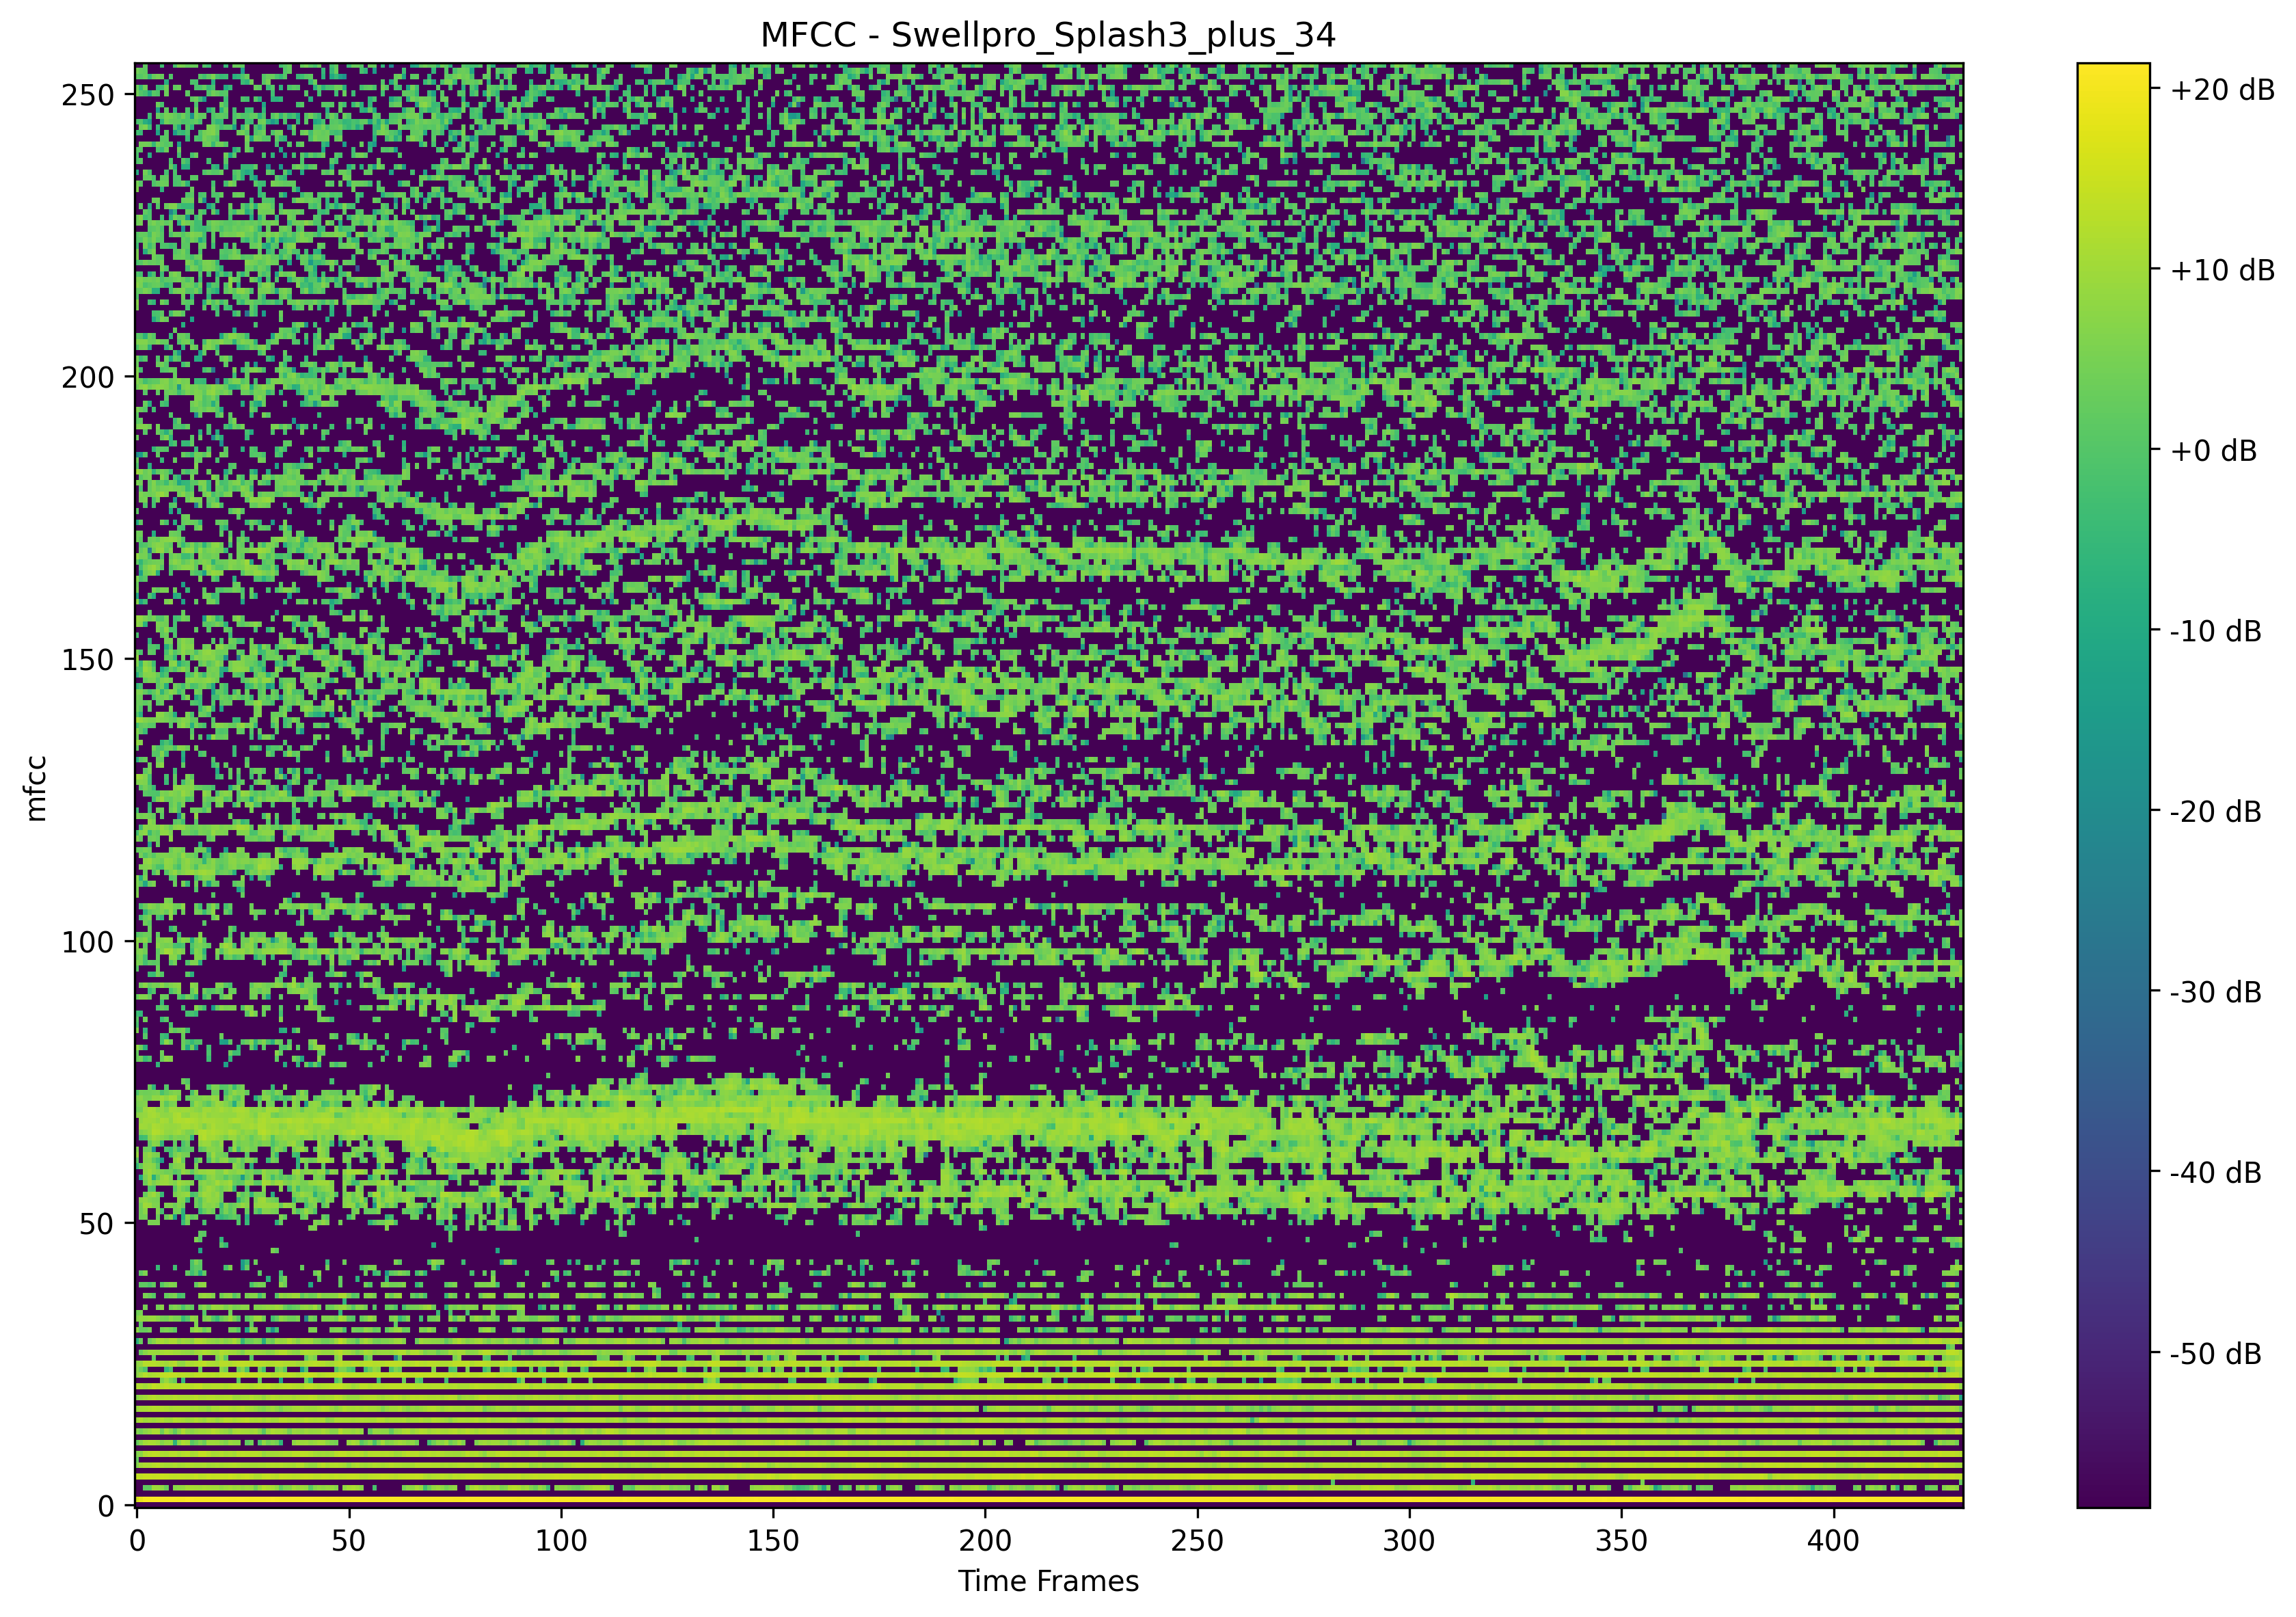 MFCC - Swellpro_Splash3_plus_34
250
200
150
100
50
0
mfcc
0 50 100 150 200 250 300 350 400
Time Frames
+20 dB
+10 dB
+0 dB
-10 dB
-20 dB
-30 dB
-40 dB
-50 dB